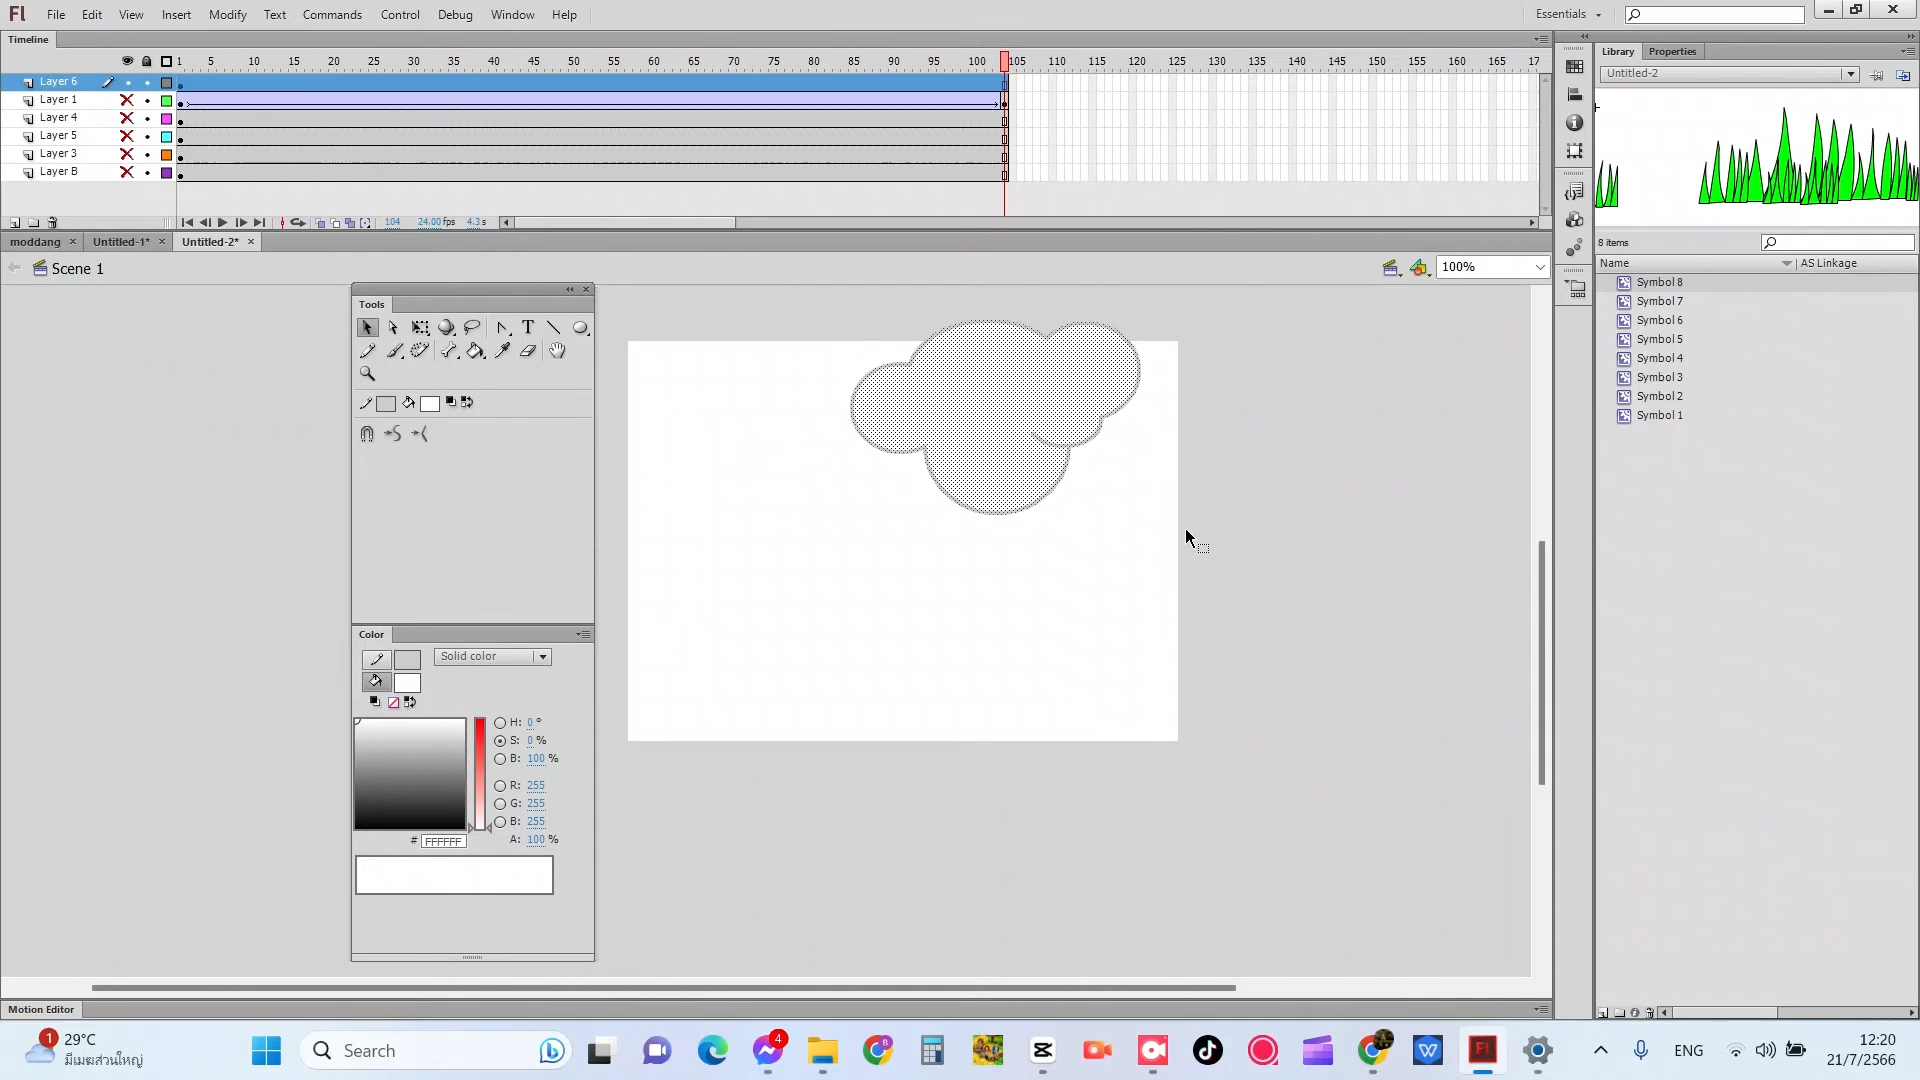 Fl File Edit View Insert Modify Text Commands Control Debug Window Help Essentials
Timeline
1 5 10 15 20 25 30 35 40 45 50 55 60 65 70 75 80 85 90 95 100 105 110 115 120 125 130 135 140 145 150 155 160 165 17
Layer 6
Layer 1
Layer 4
Layer 5
Layer 3
Layer B
104 24.00 fps 4.3 s
moddang Untitled-1* Untitled-2*
Scene 1
100%
Tools
T
Color
Solid color
H: 0 °
S: 0 %
B: 100 %
R: 255
G: 255
B: 255
A: 100 %
# FFFFFF
Motion Editor
Library Properties
Untitled-2
8 items
Name AS Linkage
Symbol 8
Symbol 7
Symbol 6
Symbol 5
Symbol 4
Symbol 3
Symbol 2
Symbol 1
1
29°C
มีเมฆส่วนใหญ่
Search
4
Fl
ENG
12:20
21/7/2566